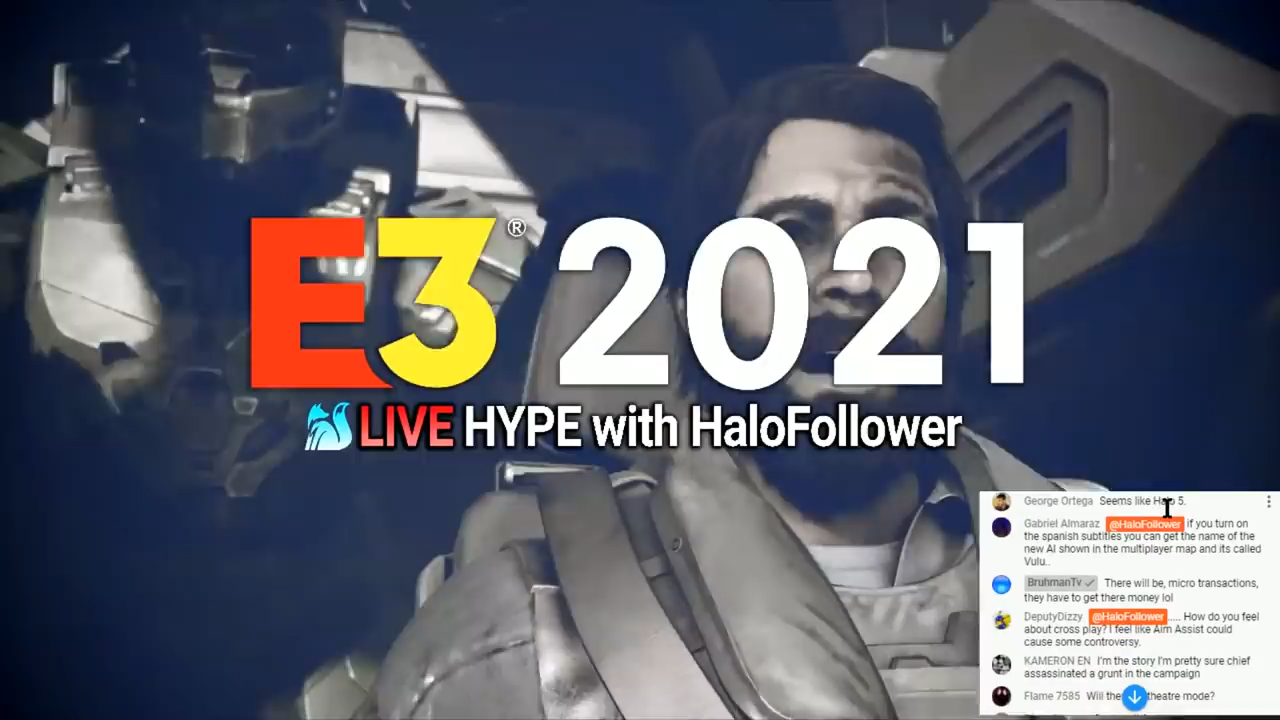 E3® 2021
LIVE HYPE with HaloFollower
George Ortega Seems like Halo 5.
Gabriel Almaraz @HaloFollower if you turn on
the spanish subtitles you can get the name of the
new AI shown in the multiplayer map and its called
Vulu..
BruhmanTv There will be, micro transactions,
they have to get there money lol
DeputyDizzy @HaloFollower ..... How do you feel
about cross play? I feel like Aim Assist could
cause some controversy.
KAMERON EN I'm the story I'm pretty sure chief
assassinated a grunt in the campaign
Flame 7585 Will the theatre mode?